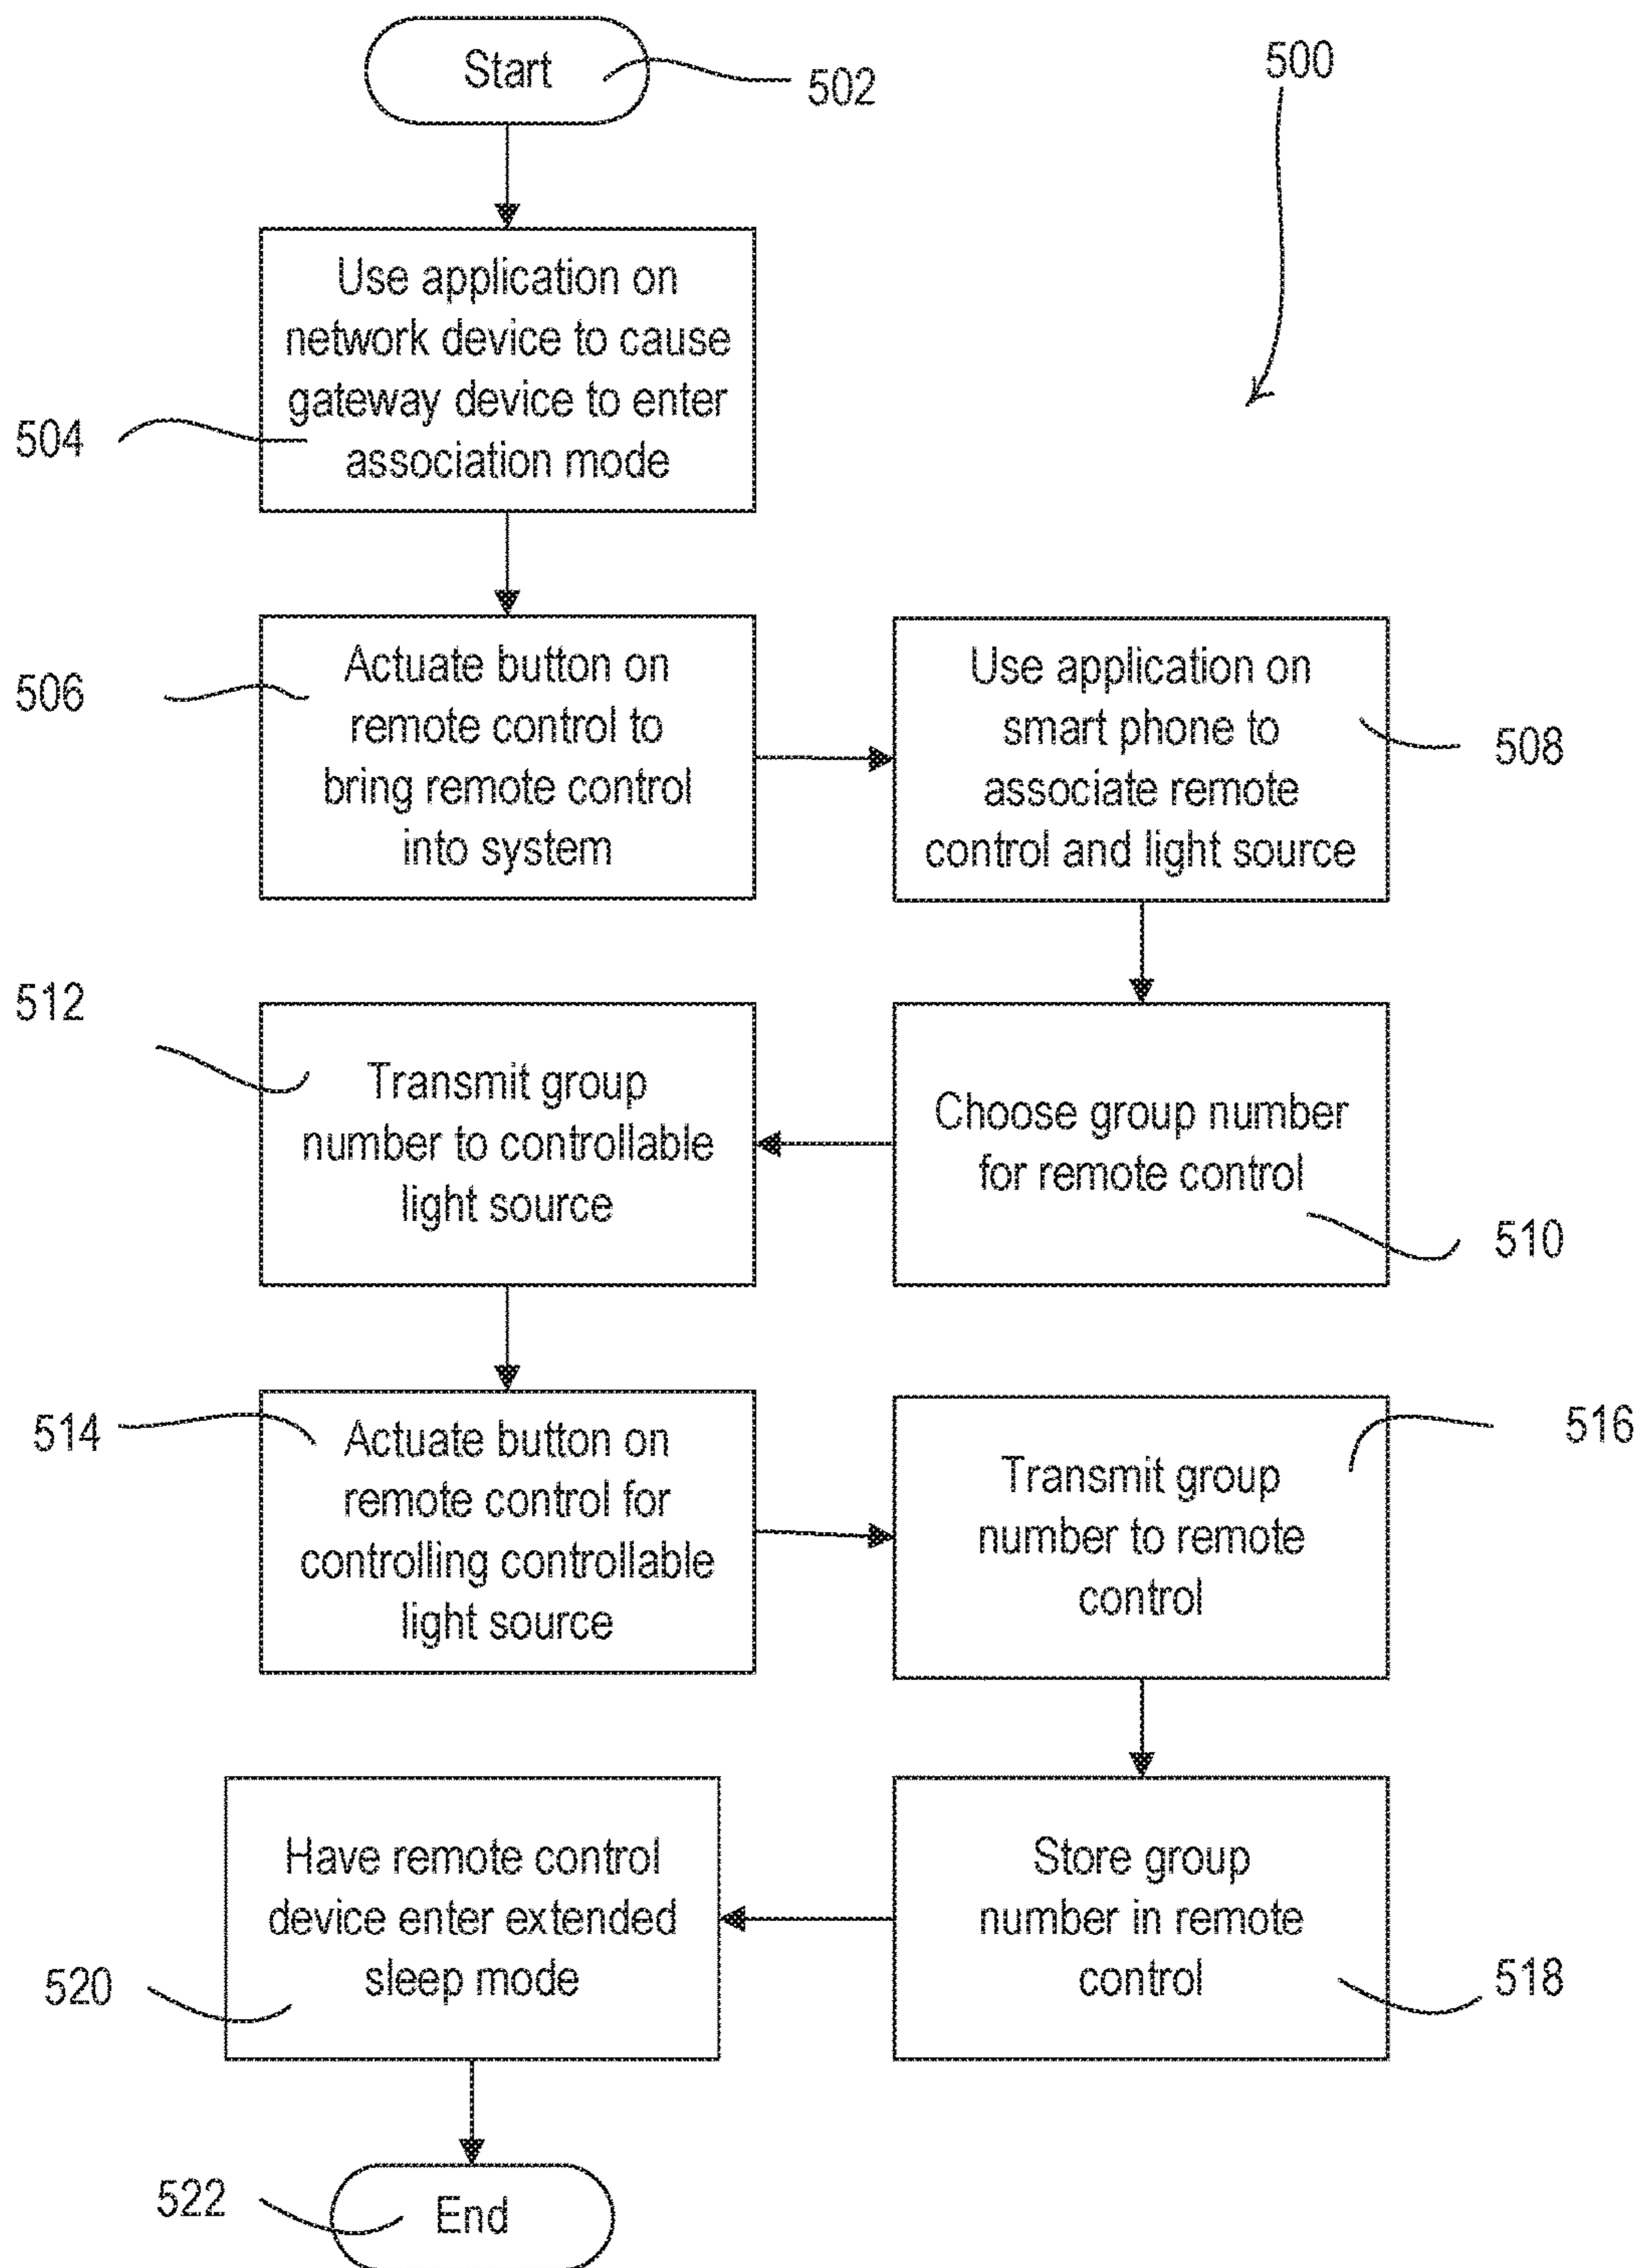 Start
502
500
Use application on
network device to cause
gateway device to enter
association mode
504
Actuate button on
remote control to
bring remote control
into system
506
Use application on
smart phone to
associate remote
control and light source
508
Choose group number
for remote control
510
512
Transmit group
number to controllable
light source
514
Actuate button on
remote control for
controlling controllable
light source
516
Transmit group
number to remote
control
Store group
number in remote
control
518
Have remote control
device enter extended
sleep mode
520
522
End